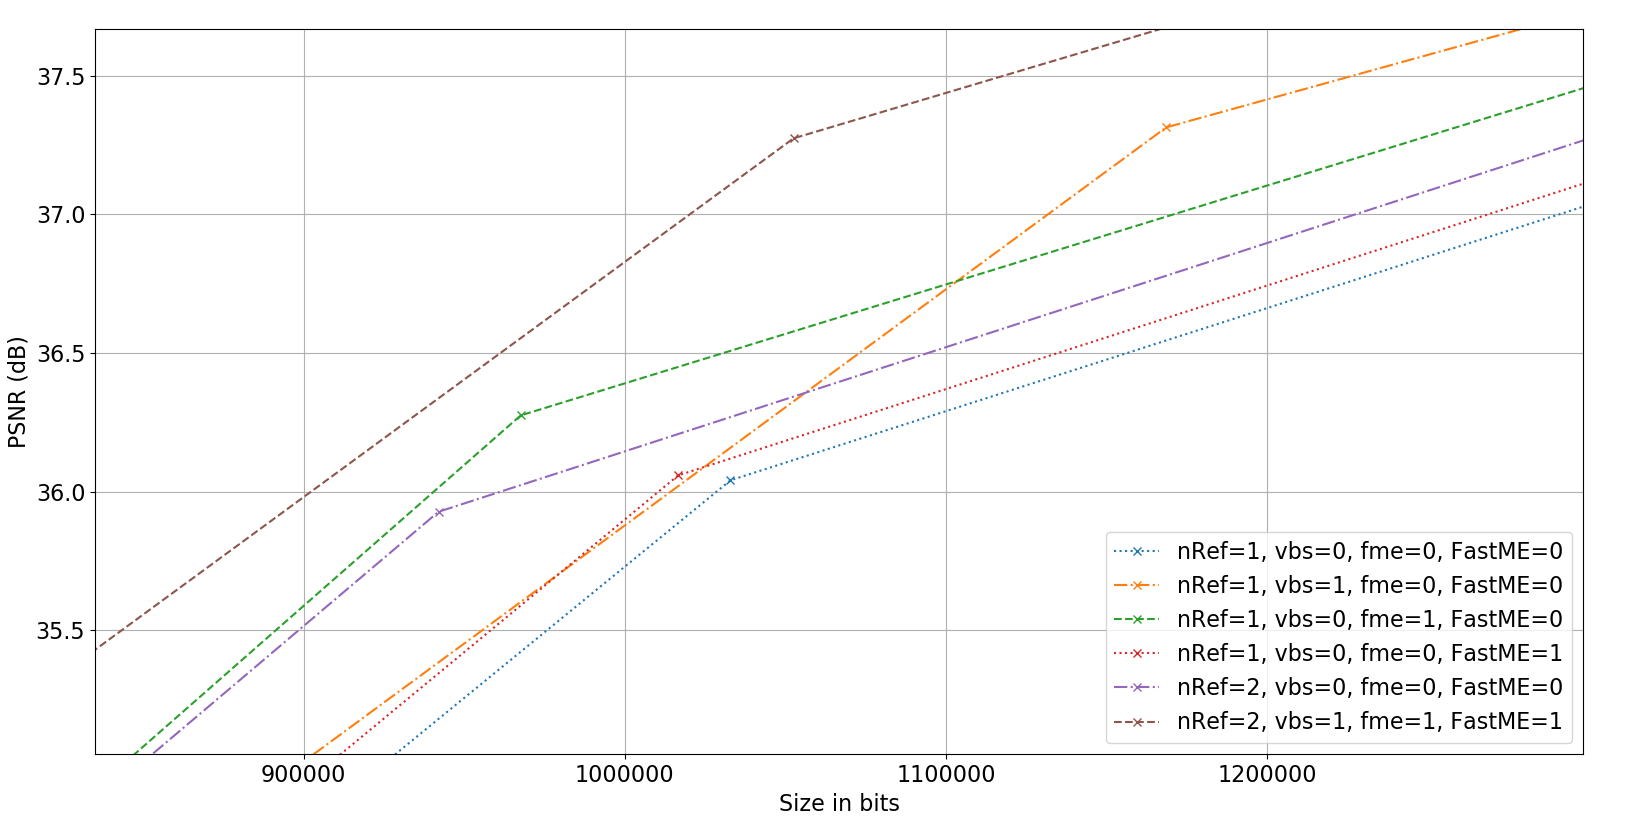 37.5
37.0
36.5
36.0
35.5
PSNR (dB)
900000
1000000
1100000
1200000
Size in bits
nRef=1, vbs=0, fme=0, FastME=0
nRef=1, vbs=1, fme=0, FastME=0
nRef=1, vbs=0, fme=1, FastME=0
nRef=1, vbs=0, fme=0, FastME=1
nRef=2, vbs=0, fme=0, FastME=0
nRef=2, vbs=1, fme=1, FastME=1